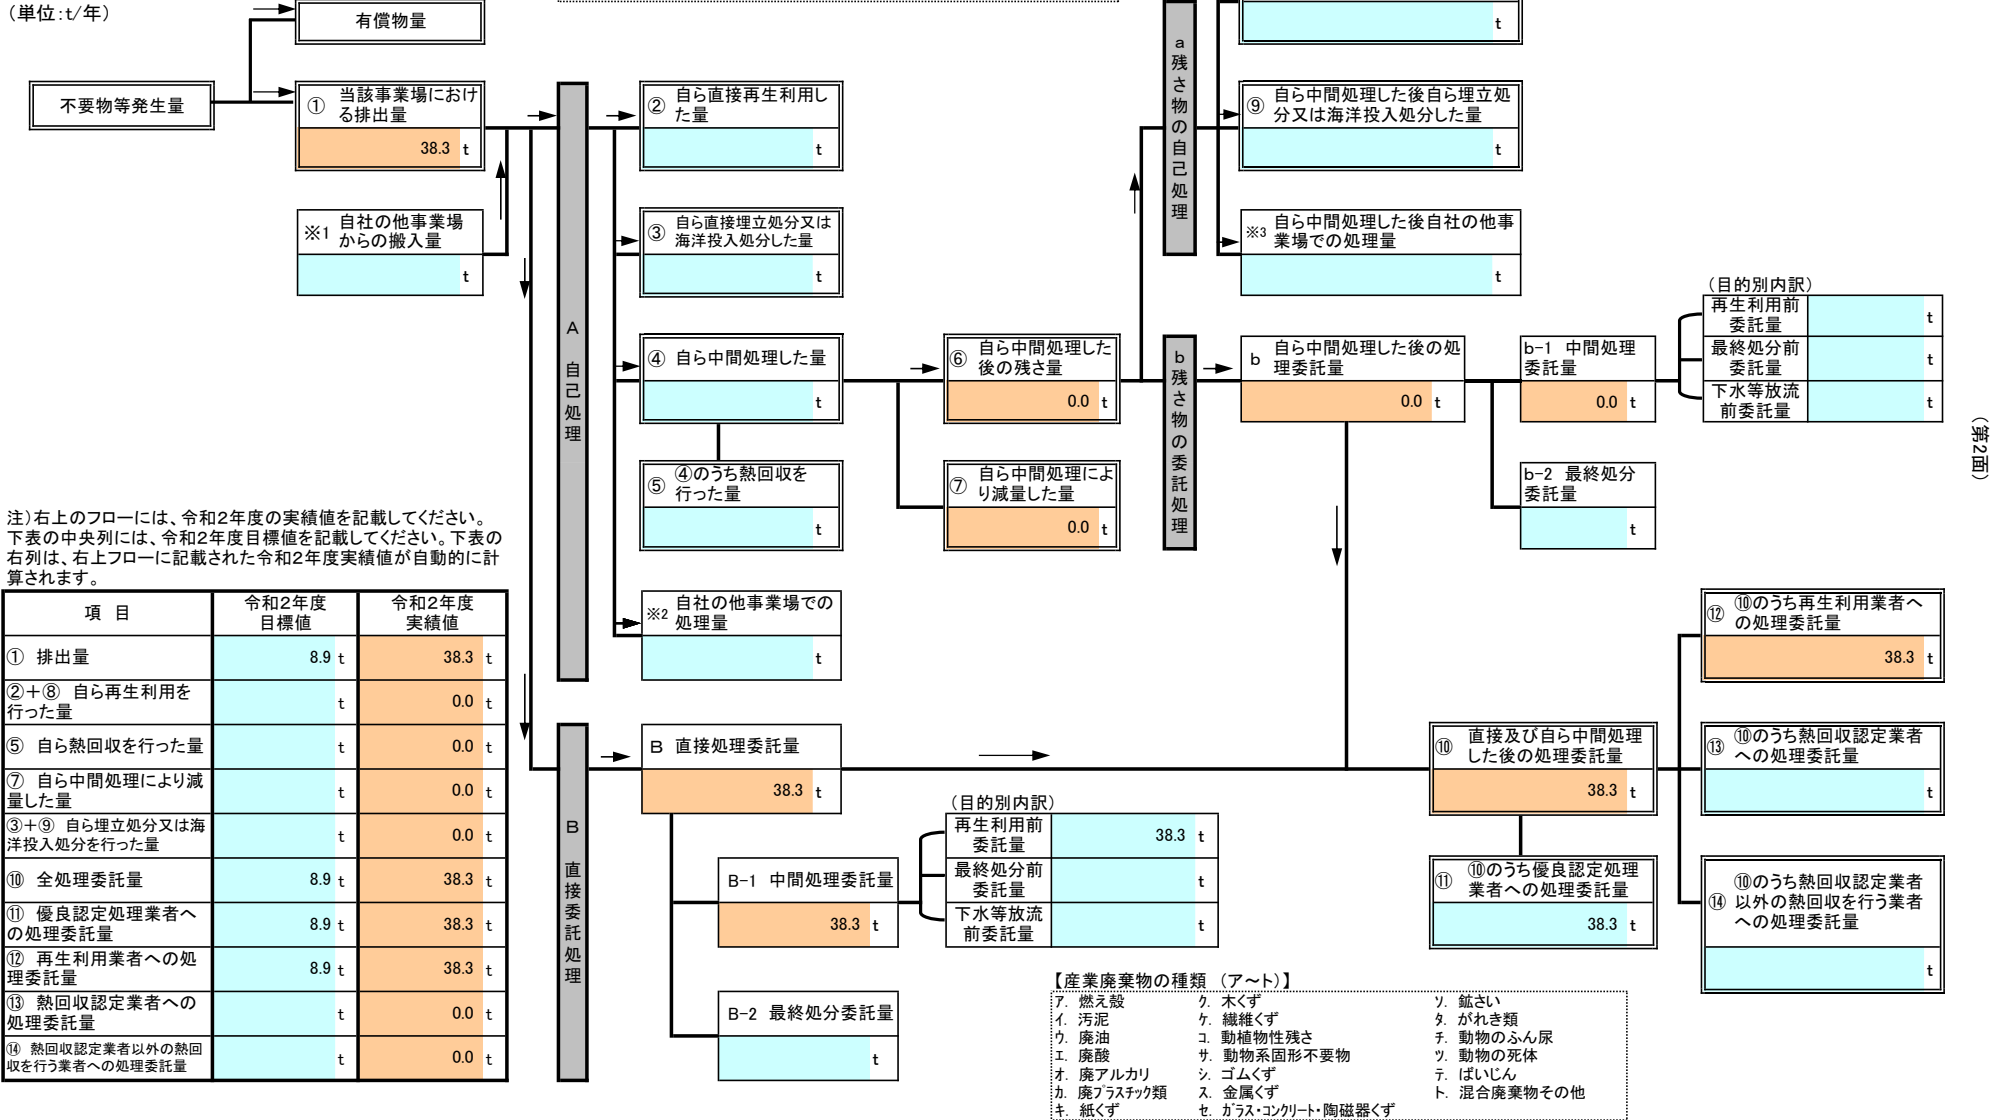 (単位:t/年)
有償物量
不要物等発生量
① 当該事業場におけ
る排出量
38.3 t
※1 自社の他事業場
からの搬入量
t
A 自己処理
② 自ら直接再生利用し
た量
t
③ 自ら直接埋立処分又は
海洋投入処分した量
t
④ 自ら中間処理した量
t
⑤ ④のうち熱回収を
行った量
t
※2 自社の他事業場での
処理量
t
⑥ 自ら中間処理した
後の残さ量
0.0 t
⑦ 自ら中間処理によ
り減量した量
0.0 t
a 残さ物の自己処理
t
⑨ 自ら中間処理した後自ら埋立処
分又は海洋投入処分した量
t
※3 自ら中間処理した後自社の他事
業場での処理量
t
b 残さ物の委託処理
b 自ら中間処理した後の処
理委託量
0.0 t
b-1 中間処理
委託量
0.0 t
(目的別内訳)
再生利用前
委託量 t
最終処分前
委託量 t
下水等放流
前委託量 t
b-2 最終処分
委託量
t
(第2面)
注)右上のフローには、令和2年度の実績値を記載してください。
下表の中央列には、令和2年度目標値を記載してください。下表の
右列は、右上フローに記載された令和2年度実績値が自動的に計
算されます。
項 目 令和2年度 目標値 令和2年度 実績値
① 排出量 8.9 t 38.3 t
②+⑧ 自ら再生利用を
行った量 t 0.0 t
⑤ 自ら熱回収を行った量 t 0.0 t
⑦ 自ら中間処理により減
量した量 t 0.0 t
③+⑨ 自ら埋立処分又は海
洋投入処分を行った量 t 0.0 t
⑩ 全処理委託量 8.9 t 38.3 t
⑪ 優良認定処理業者へ
の処理委託量 8.9 t 38.3 t
⑫ 再生利用業者への処
理委託量 8.9 t 38.3 t
⑬ 熱回収認定業者への
処理委託量 t 0.0 t
⑭ 熱回収認定業者以外の熱回
収を行う業者への処理委託量 t 0.0 t
B 直接委託処理
B 直接処理委託量
38.3 t
B-1 中間処理委託量
38.3 t
(目的別内訳)
再生利用前
委託量 38.3 t
最終処分前
委託量 t
下水等放流
前委託量 t
B-2 最終処分委託量
t
⑩ 直接及び自ら中間処理
した後の処理委託量
38.3 t
⑪ ⑩のうち優良認定処理
業者への処理委託量
38.3 t
⑫ ⑩のうち再生利用業者へ
の処理委託量
38.3 t
⑬ ⑩のうち熱回収認定業者
への処理委託量
t
⑭ ⑩のうち熱回収認定業者
以外の熱回収を行う業者
への処理委託量
t
【産業廃棄物の種類 (ア~ト)】
ア. 燃え殻 ク. 木くず ソ. 鉱さい
イ. 汚泥 ケ. 繊維くず タ. がれき類
ウ. 廃油 コ. 動植物性残さ チ. 動物のふん尿
エ. 廃酸 サ. 動物系固形不要物 ツ. 動物の死体
オ. 廃アルカリ シ. ゴムくず テ. ばいじん
カ. 廃プラスチック類 ス. 金属くず ト. 混合廃棄物その他
キ. 紙くず セ. ガラス・コンクリート・陶磁器くず